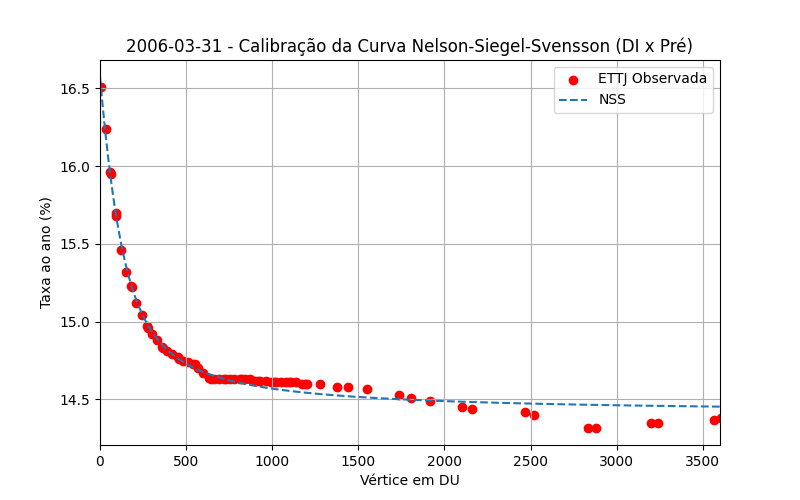 2006-03-31 - Calibração da Curva Nelson-Siegel-Svensson (DI x Pré)
ETTJ Observada
NSS
Taxa ao ano (%)
16.5
16.0
15.5
15.0
14.5
0 500 1000 1500 2000 2500 3000 3500
Vértice em DU